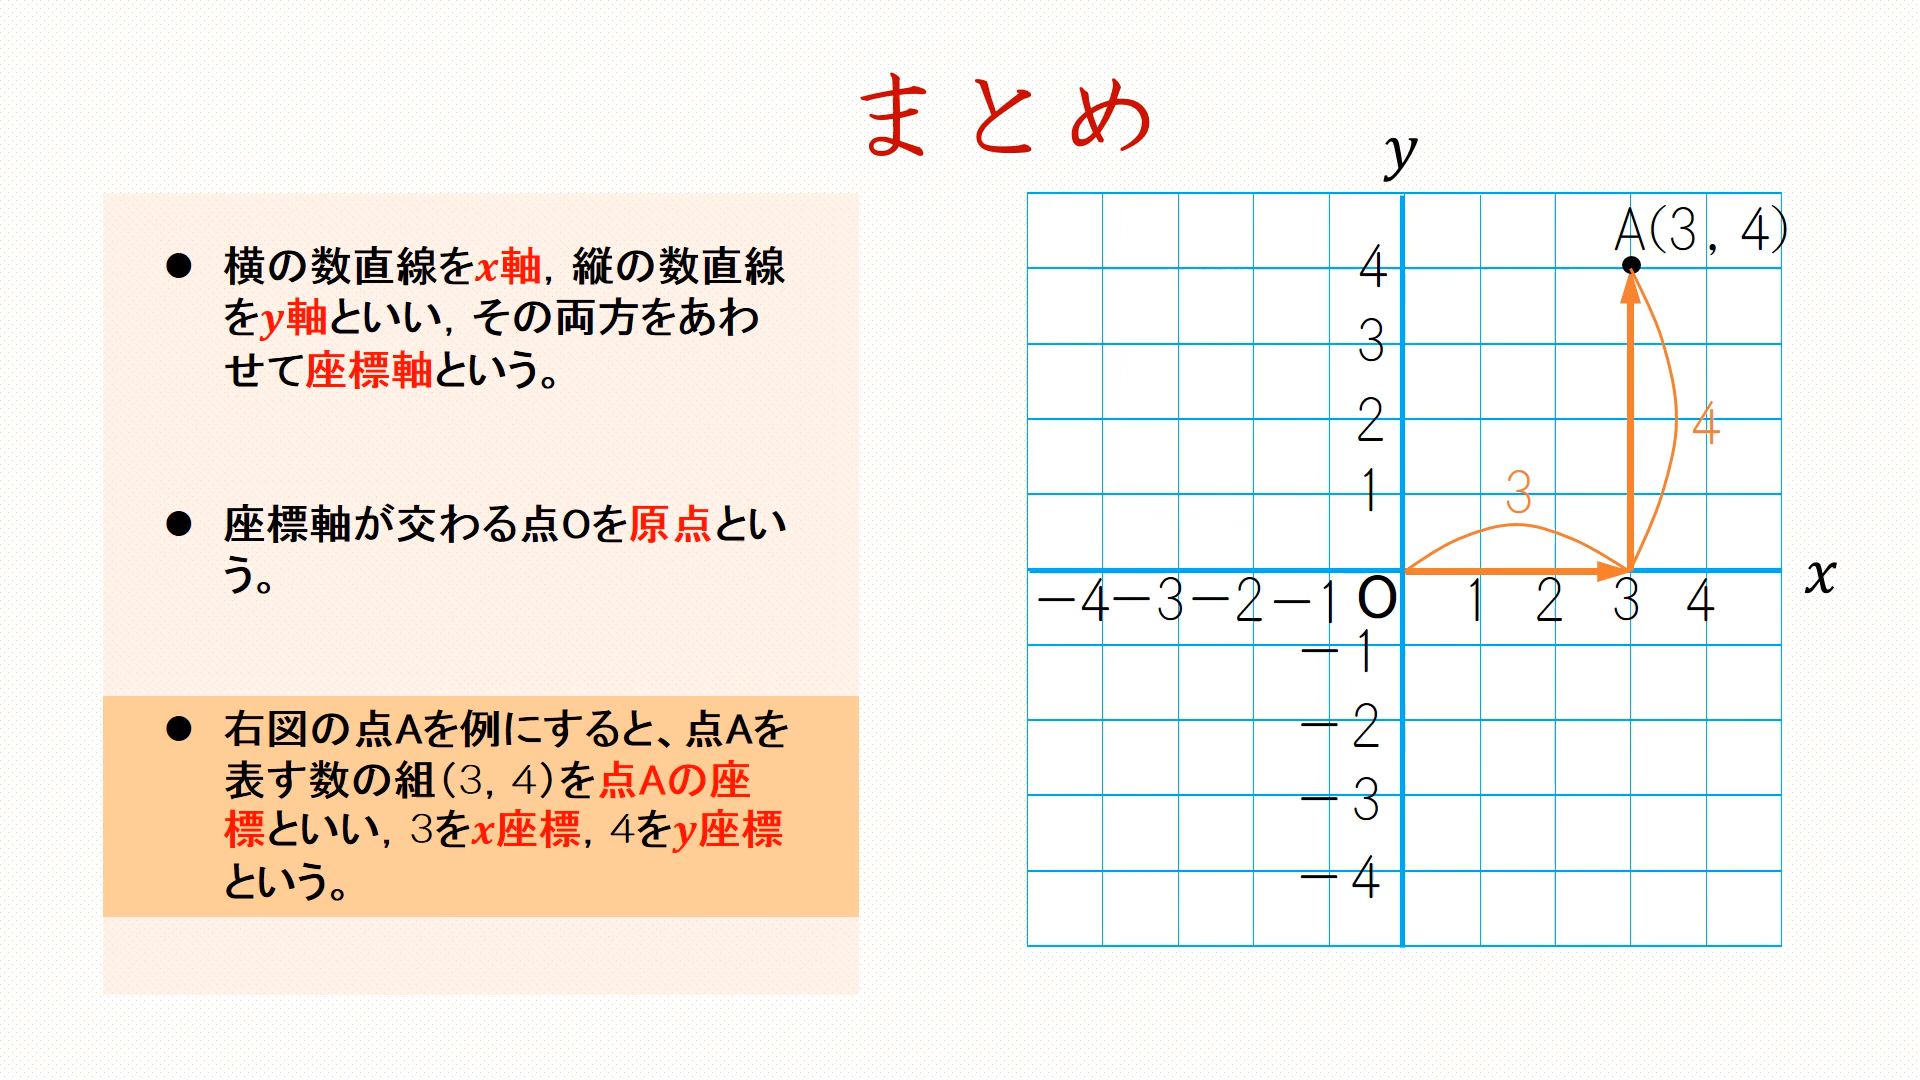 まとめ
● 横の数直線をx軸，縦の数直線
をy軸といい，その両方をあわ
せて座標軸という。
● 座標軸が交わる点Oを原点とい
う。
● 右図の点Aを例にすると、点Aを
表す数の組(3，4)を点Aの座
標といい，3をx座標，4をy座標
という。
y
A(3，4)
4
3
2
1
4
3
x
−4 −3 −2 −1 O 1 2 3 4
−1
−2
−3
−4